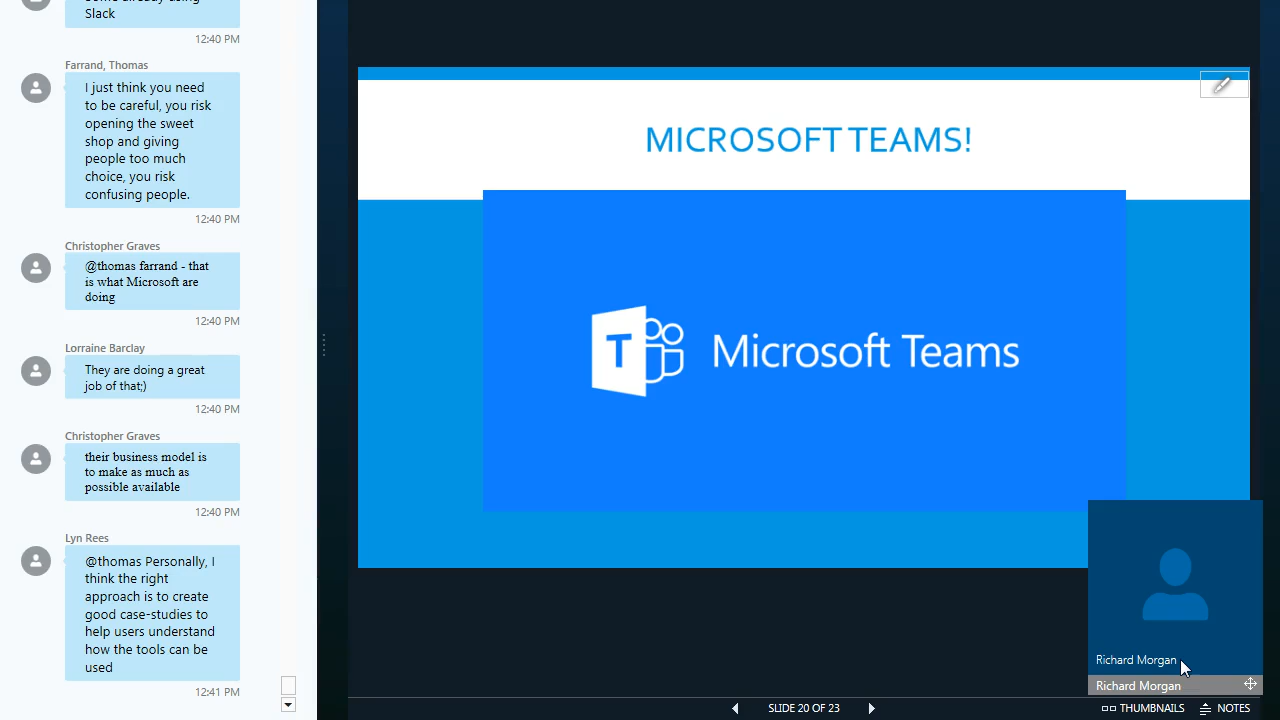 Slack
12:40 PM
Farrand, Thomas
I just think you need
to be careful, you risk
opening the sweet
shop and giving
people too much
choice, you risk
confusing people.
12:40 PM
Christopher Graves
@thomas farrand - that
is what Microsoft are
doing
12:40 PM
Lorraine Barclay
They are doing a great
job of that;)
12:40 PM
Christopher Graves
their business model is
to make as much as
possible available
12:40 PM
Lyn Rees
@thomas Personally, I
think the right
approach is to create
good case-studies to
help users understand
how the tools can be
used
12:41 PM
MICROSOFT TEAMS!
T
Microsoft Teams
Richard Morgan
Richard Morgan
SLIDE 20 OF 23
THUMBNAILS
NOTES